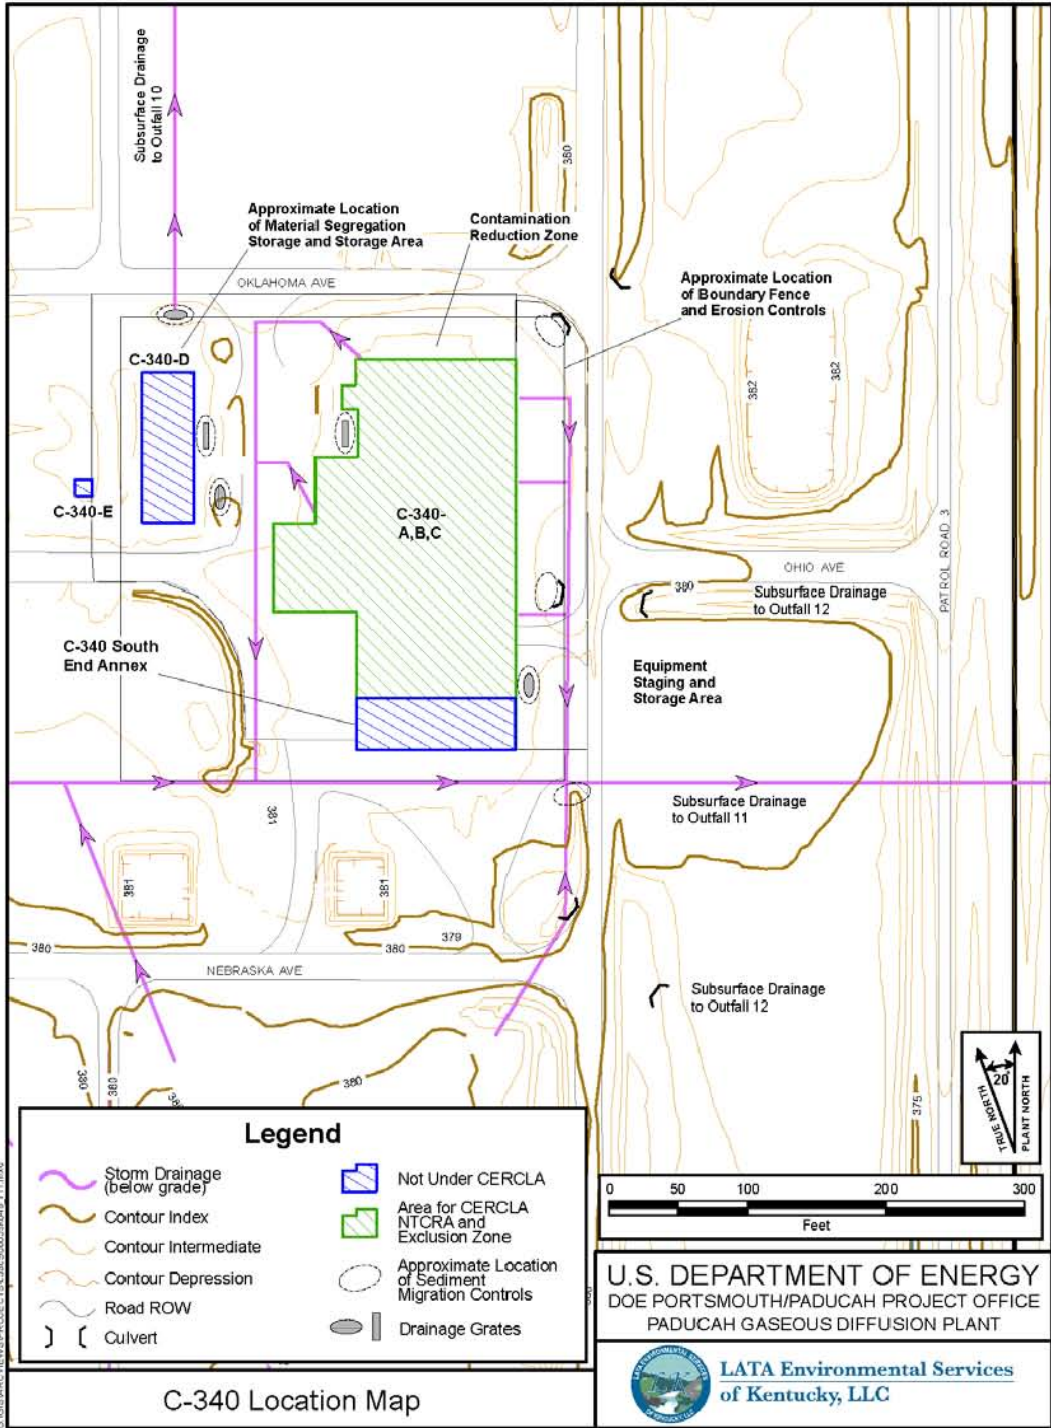 Subsurface Drainage
to Outfall 10
380
Approximate Location
of Material Segregation
Storage and Storage Area
Contamination
Reduction Zone
OKLAHOMA AVE
Approximate Location
of Boundary Fence
and Erosion Controls
C-340-D
382
382
C-340-E
C-340-
A,B,C
PATROL ROAD 3
OHIO AVE
380
Subsurface Drainage
to Outfall 12
C-340 South
End Annex
Equipment
Staging and
Storage Area
381
Subsurface Drainage
to Outfall 11
381
381
380
380
379
NEBRASKA AVE
Subsurface Drainage
to Outfall 12
380
380
380
375
20°
TRUE NORTH
PLANT NORTH
Legend
Storm Drainage
(below grade)
Contour Index
Contour Intermediate
Contour Depression
Road ROW
Culvert
Not Under CERCLA
Area for CERCLA
NTCRA and
Exclusion Zone
Approximate Location
of Sediment
Migration Controls
Drainage Grates
0 50 100 200 300
Feet
U.S. DEPARTMENT OF ENERGY
DOE PORTSMOUTH/PADUCAH PROJECT OFFICE
PADUCAH GASEOUS DIFFUSION PLANT
LATA Environmental Services
of Kentucky, LLC
C-340 Location Map